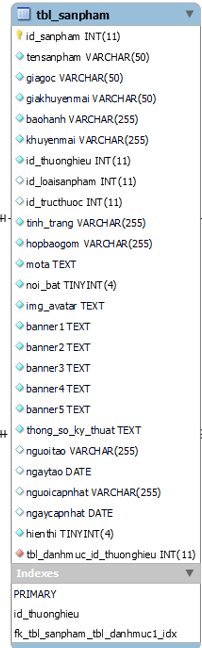 tbl_sanpham
id_sanpham INT(11)
tensanpham VARCHAR(50)
giagoc VARCHAR(50)
giakhuyenmai VARCHAR(50)
baohanh VARCHAR(255)
khuyenmai VARCHAR(255)
id_thuonghieu INT(11)
id_loaisanpham INT(11)
id_tructhuoc INT(11)
tinh_trang VARCHAR(255)
hopbaogom VARCHAR(255)
mota TEXT
noi_bat TINYINT(4)
img_avatar TEXT
banner1 TEXT
banner2 TEXT
banner3 TEXT
banner4 TEXT
banner5 TEXT
thong_so_ky_thuat TEXT
nguoitao VARCHAR(255)
ngaytao DATE
nguoicapnhat VARCHAR(255)
ngaycapnhat DATE
hienthi TINYINT(4)
tbl_danhmuc_id_thuonghieu INT(11)
Indexes
PRIMARY
id_thuonghieu
fk_tbl_sanpham_tbl_danhmuc1_idx